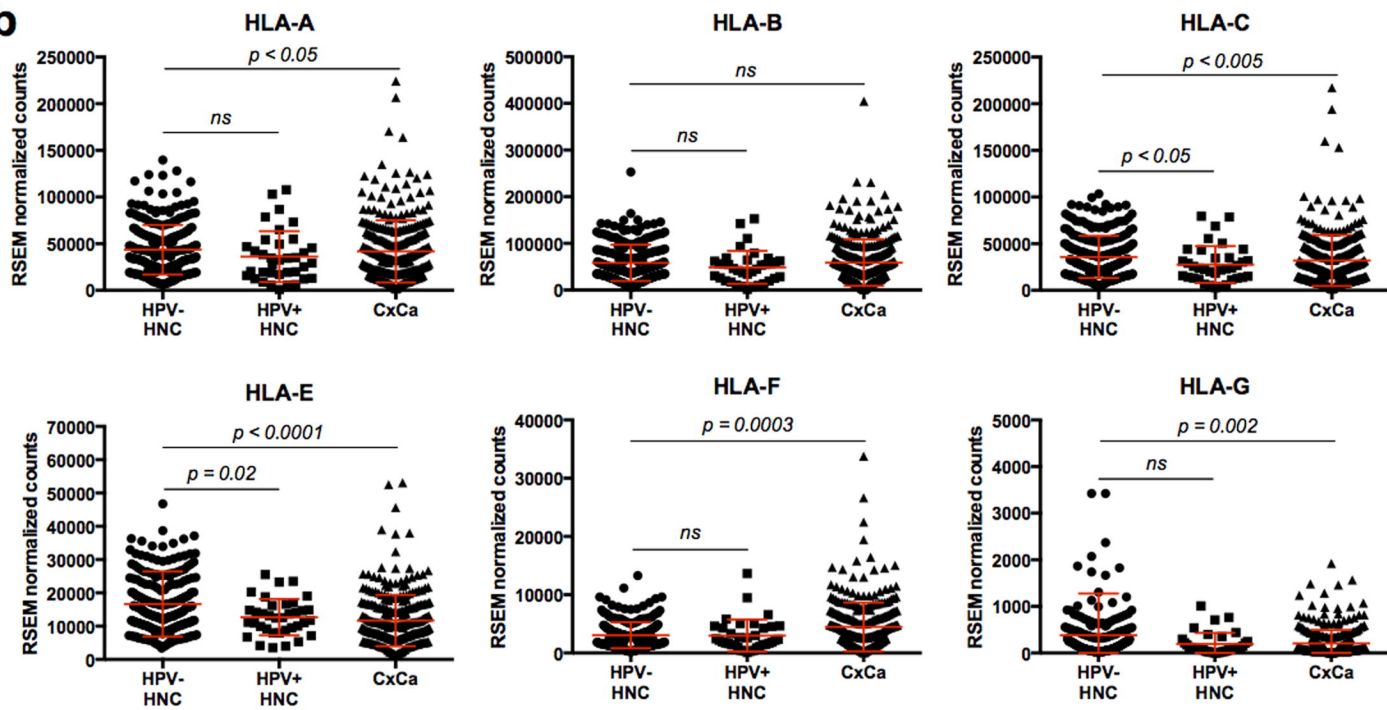 b
HLA-A
RSEM normalized counts
250000
200000
150000
100000
50000
0
p < 0.05
ns
HPV-
HNC
HPV+
HNC
CxCa
HLA-B
RSEM normalized counts
500000
400000
300000
200000
100000
0
ns
ns
HPV-
HNC
HPV+
HNC
CxCa
HLA-C
RSEM normalized counts
250000
200000
150000
100000
50000
0
p < 0.005
p < 0.05
HPV-
HNC
HPV+
HNC
CxCa
HLA-E
RSEM normalized counts
70000
60000
50000
40000
30000
20000
10000
0
p < 0.0001
p = 0.02
HPV-
HNC
HPV+
HNC
CxCa
HLA-F
RSEM normalized counts
40000
30000
20000
10000
0
p = 0.0003
ns
HPV-
HNC
HPV+
HNC
CxCa
HLA-G
RSEM normalized counts
5000
4000
3000
2000
1000
0
p = 0.002
ns
HPV-
HNC
HPV+
HNC
CxCa